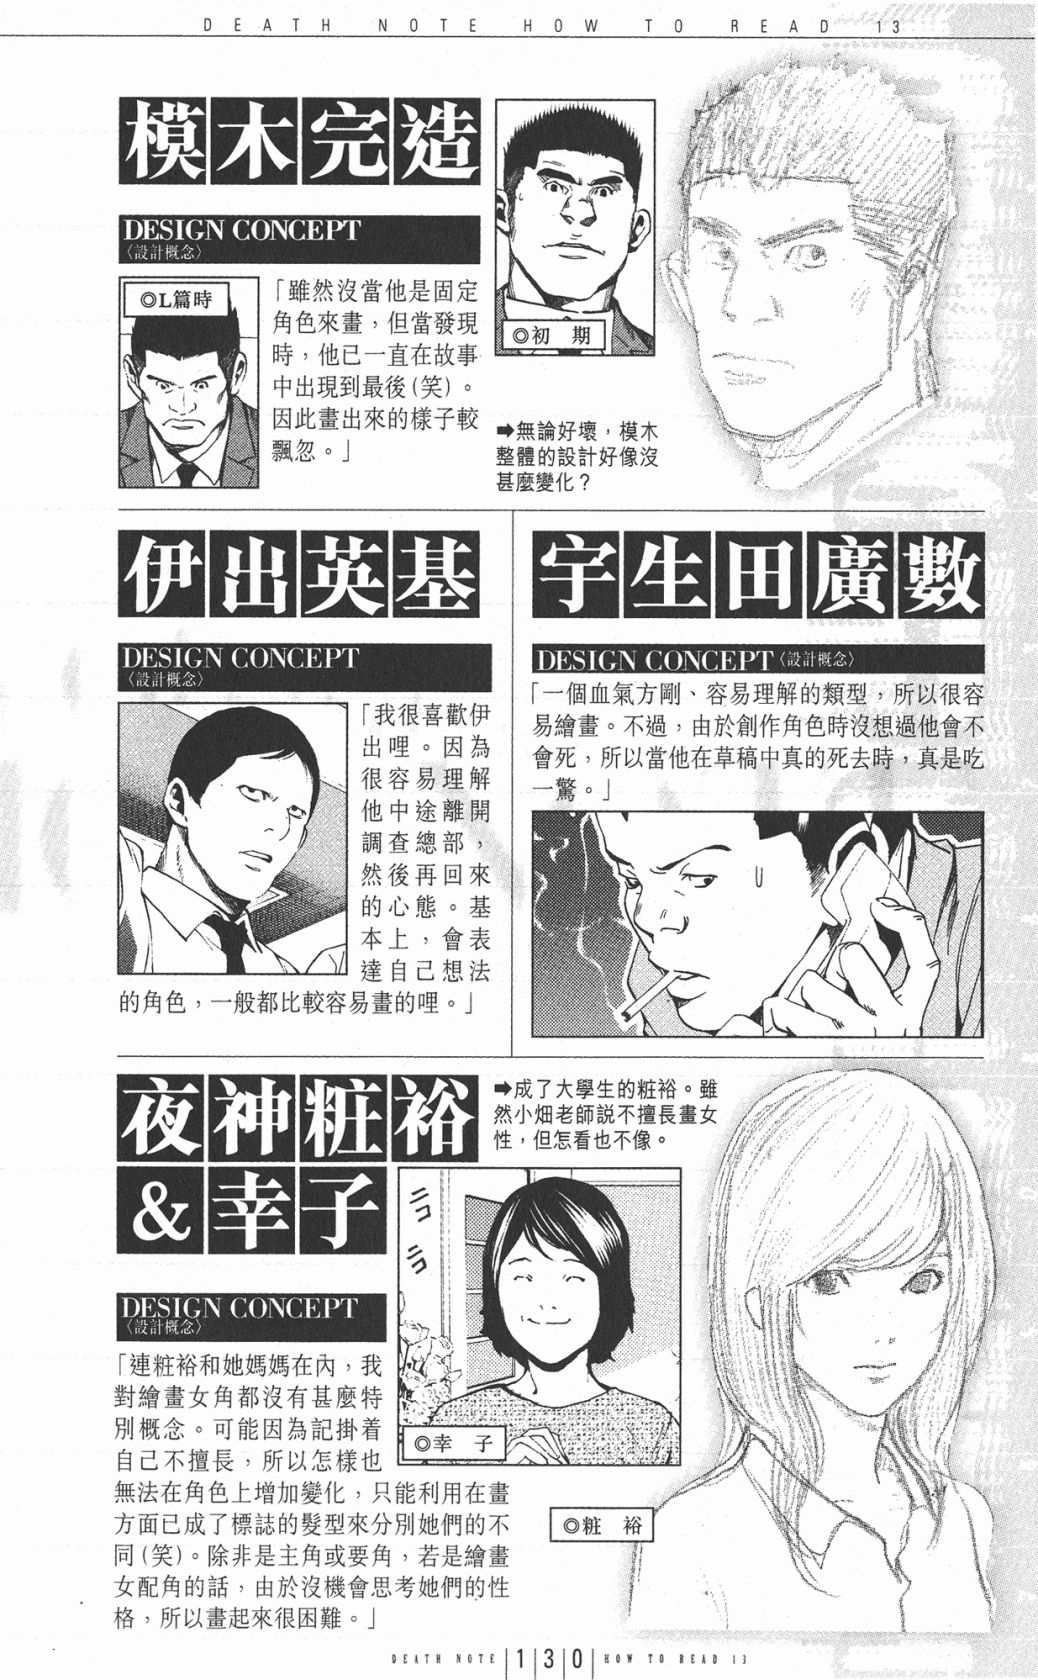 DEATH NOTE HOW TO READ 13
模木完造
DESIGN CONCEPT
〈設計概念〉
◎L篇時
「雖然沒當他是固定
角色來畫，但當發現
時，他已一直在故事
中出現到最後(笑)。
因此畫出來的樣子較
飄忽。」
◎初 期
➡無論好壞，模木
整體的設計好像沒
甚麼變化？
伊出英基
DESIGN CONCEPT
〈設計概念〉
「我很喜歡伊
出哩。因為
很容易理解
他中途離開
調查總部，
然後再回來
的心態。基
本上，會表
達自己想法
的角色，一般都比較容易畫的哩。」
宇生田廣數
DESIGN CONCEPT〈設計概念〉
「一個血氣方剛、容易理解的類型，所以很容
易繪畫。不過，由於創作角色時沒想過他會不
會死，所以當他在草稿中真的死去時，真是吃
一驚。」
夜神粧裕
&幸子
DESIGN CONCEPT
〈設計概念〉
「連粧裕和她媽媽在內，我
對繪畫女角都沒有甚麼特
別概念。可能因為記掛着
自己不擅長，所以怎樣也
無法在角色上增加變化，只能利用在畫
方面已成了標誌的髮型來分別她們的不
同(笑)。除非是主角或要角，若是繪畫
女配角的話，由於沒機會思考她們的性
格，所以畫起來很困難。」
➡成了大學生的粧裕。雖
然小畑老師説不擅長畫女
性，但怎看也不像。
ニコ
ニコ
◎幸 子
◎粧 裕
DEATH NOTE 130 HOW TO READ 13